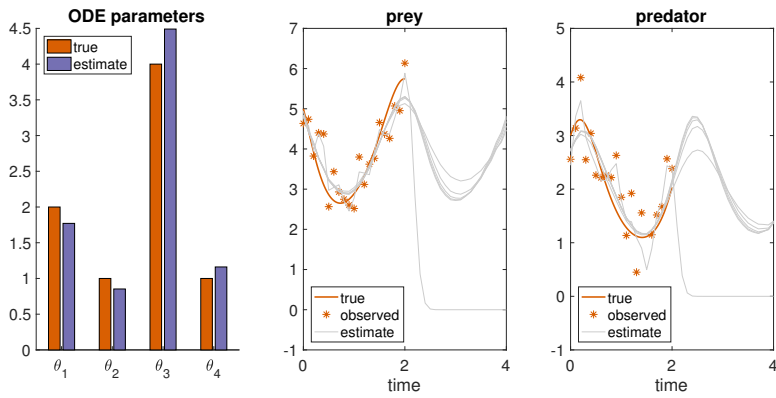 ODE parameters
4.5
4
3.5
3
2.5
2
1.5
1
0.5
0
true
estimate
θ1
θ2
θ3
θ4
prey
7
6
5
4
3
2
1
0
-1
true
observed
estimate
0
2
4
time
predator
5
4
3
2
1
0
-1
true
observed
estimate
0
2
4
time